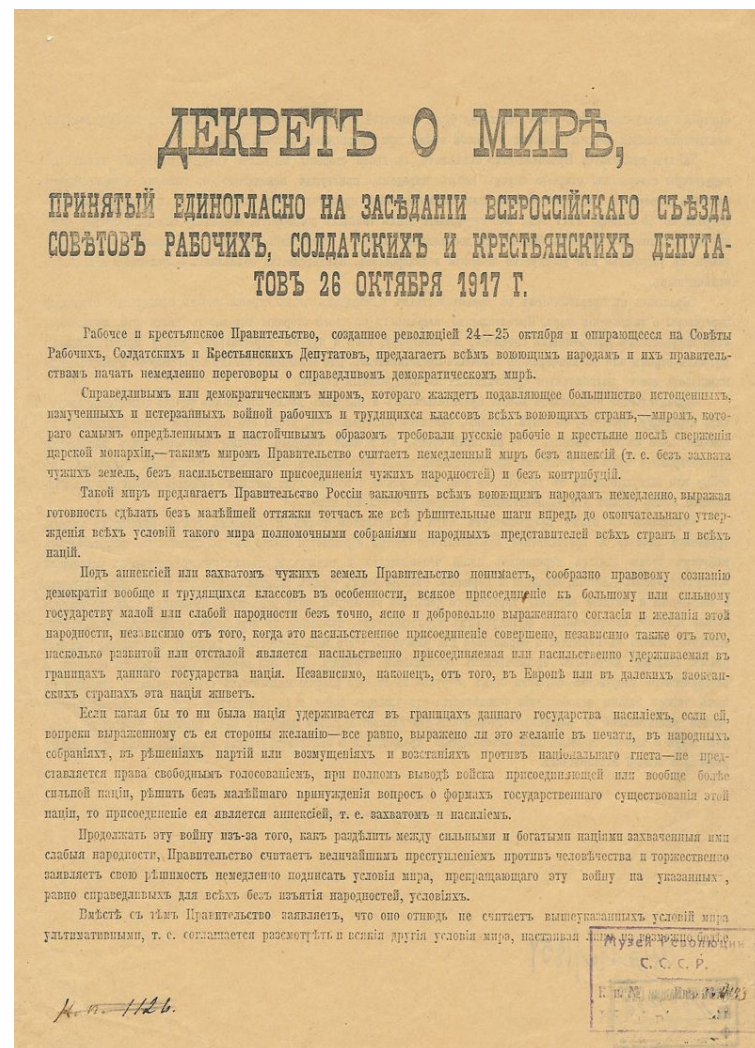 ДЕКРЕТЪ О МИРѢ,
ПРИНЯТЫЙ ЕДИНОГЛАСНО НА ЗАСѢДАНІИ ВСЕРОССІЙСКАГО СЪѢЗДА
СОВѢТОВЪ РАБОЧИХЪ, СОЛДАТСКИХЪ И КРЕСТЬЯНСКИХЪ ДЕПУТА-
ТОВЪ 26 ОКТЯБРЯ 1917 Г.
Рабочее и крестьянское Правительство, созданное революціей 24—25 октября и опирающееся на Совѣты
Рабочихъ, Солдатскихъ и Крестьянскихъ Депутатовъ, предлагаетъ всѣмъ воюющимъ народамъ и ихъ правитель-
ствамъ начать немедленно переговоры о справедливомъ демократическомъ мирѣ.
Справедливымъ или демократическимъ миромъ, котораго жаждетъ подавляющее большинство истощенныхъ,
измученныхъ и истерзанныхъ войной рабочихъ и трудящихся классовъ всѣхъ воюющихъ странъ,—миромъ, кото-
раго самымъ опредѣленнымъ и настойчивымъ образомъ требовали русскіе рабочіе и крестьяне послѣ сверженія
царской монархіи,—такимъ миромъ Правительство считаетъ немедленный миръ безъ аннексій (т. е. безъ захвата
чужихъ земель, безъ насильственнаго присоединенія чужихъ народностей) и безъ контрибуцій.
Такой миръ предлагаетъ Правительство Россіи заключить всѣмъ воюющимъ народамъ немедленно, выражая
готовность сдѣлать безъ малѣйшей оттяжки тотчасъ же всѣ рѣшительные шаги впредь до окончательнаго утвер-
жденія всѣхъ условій такого мира полномочными собраніями народныхъ представителей всѣхъ странъ и всѣхъ
націй.
Подъ аннексіей или захватомъ чужихъ земель Правительство понимаетъ, сообразно правовому сознанію
демократіи вообще и трудящихся классовъ въ особенности, всякое присоединеніе къ большому или сильному
государству малой или слабой народности безъ точно, ясно и добровольно выраженнаго согласія и желанія этой
народности, независимо отъ того, когда это насильственное присоединеніе совершено, независимо также отъ того,
насколько развитой или отсталой является насильственно присоединяемая или насильственно удерживаемая въ
границахъ даннаго государства нація. Независимо, наконецъ, отъ того, въ Европѣ или въ далекихъ заокеан-
скихъ странахъ эта нація живетъ.
Если какая бы то ни была нація удерживается въ границахъ даннаго государства насиліемъ, если ей,
вопреки выраженному съ ея стороны желанію—все равно, выражено ли это желаніе въ печати, въ народныхъ
собраніяхъ, въ рѣшеніяхъ партій или возмущеніяхъ и возстаніяхъ противъ національнаго гнета—не пред-
ставляется права свободнымъ голосованіемъ, при полномъ выводѣ войска присоединяющей или вообще болѣе
сильной націи, рѣшить безъ малѣйшаго принужденія вопросъ о формахъ государственнаго существованія этой
націи, то присоединеніе ея является аннексіей, т. е. захватомъ и насиліемъ.
Продолжать эту войну изъ-за того, какъ раздѣлить между сильными и богатыми націями захваченныя ими
слабыя народности, Правительство считаетъ величайшимъ преступленіемъ противъ человѣчества и торжественно
заявляетъ свою рѣшимость немедленно подписать условія мира, прекращающаго эту войну на указанныхъ,
равно справедливыхъ для всѣхъ безъ изъятія народностей, условіяхъ.
Вмѣстѣ съ тѣмъ Правительство заявляетъ, что оно отнюдь не считаетъ вышеуказанныхъ условій мира
ультимативными, т. е. соглашается разсмотрѣть и всякія другія условія мира, настаивая лишь на возможно болѣе
Музей Революции
С. С. С. Р.
К. п. №
К. п. 1126.